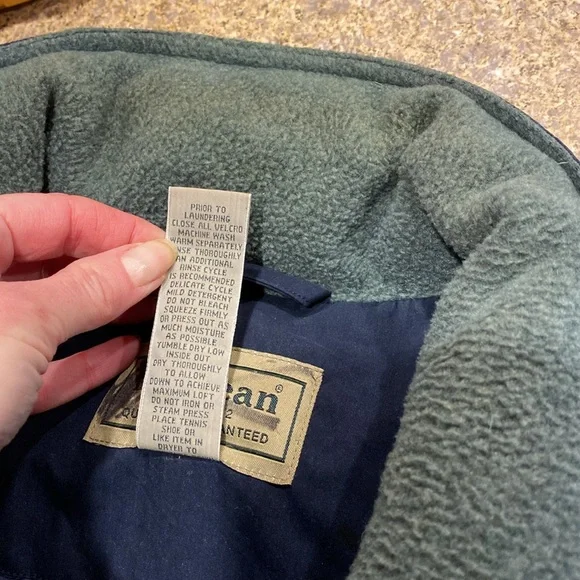 PRIOR TO
LAUNDERING
CLOSE ALL VELCRO
MACHINE WASH
WARM SEPARATELY
THOROUGHLY
AN ADDITIONAL
RINSE CYCLE
IS RECOMMENDED
DELICATE CYCLE
MILD DETERGENT
DO NOT BLEACH
SQUEEZE FIRMLY
OR PRESS OUT AS
MUCH MOISTURE
AS POSSIBLE
TUMBLE DRY LOW
INSIDE OUT
DRY THOROUGHLY
TO ALLOW
DOWN TO ACHIEVE
MAXIMUM LOFT
DO NOT IRON OR
STEAM PRESS
PLACE TENNIS
SHOE OR
LIKE ITEM IN
DRYER TO
ean®
QU
2
ANTEED